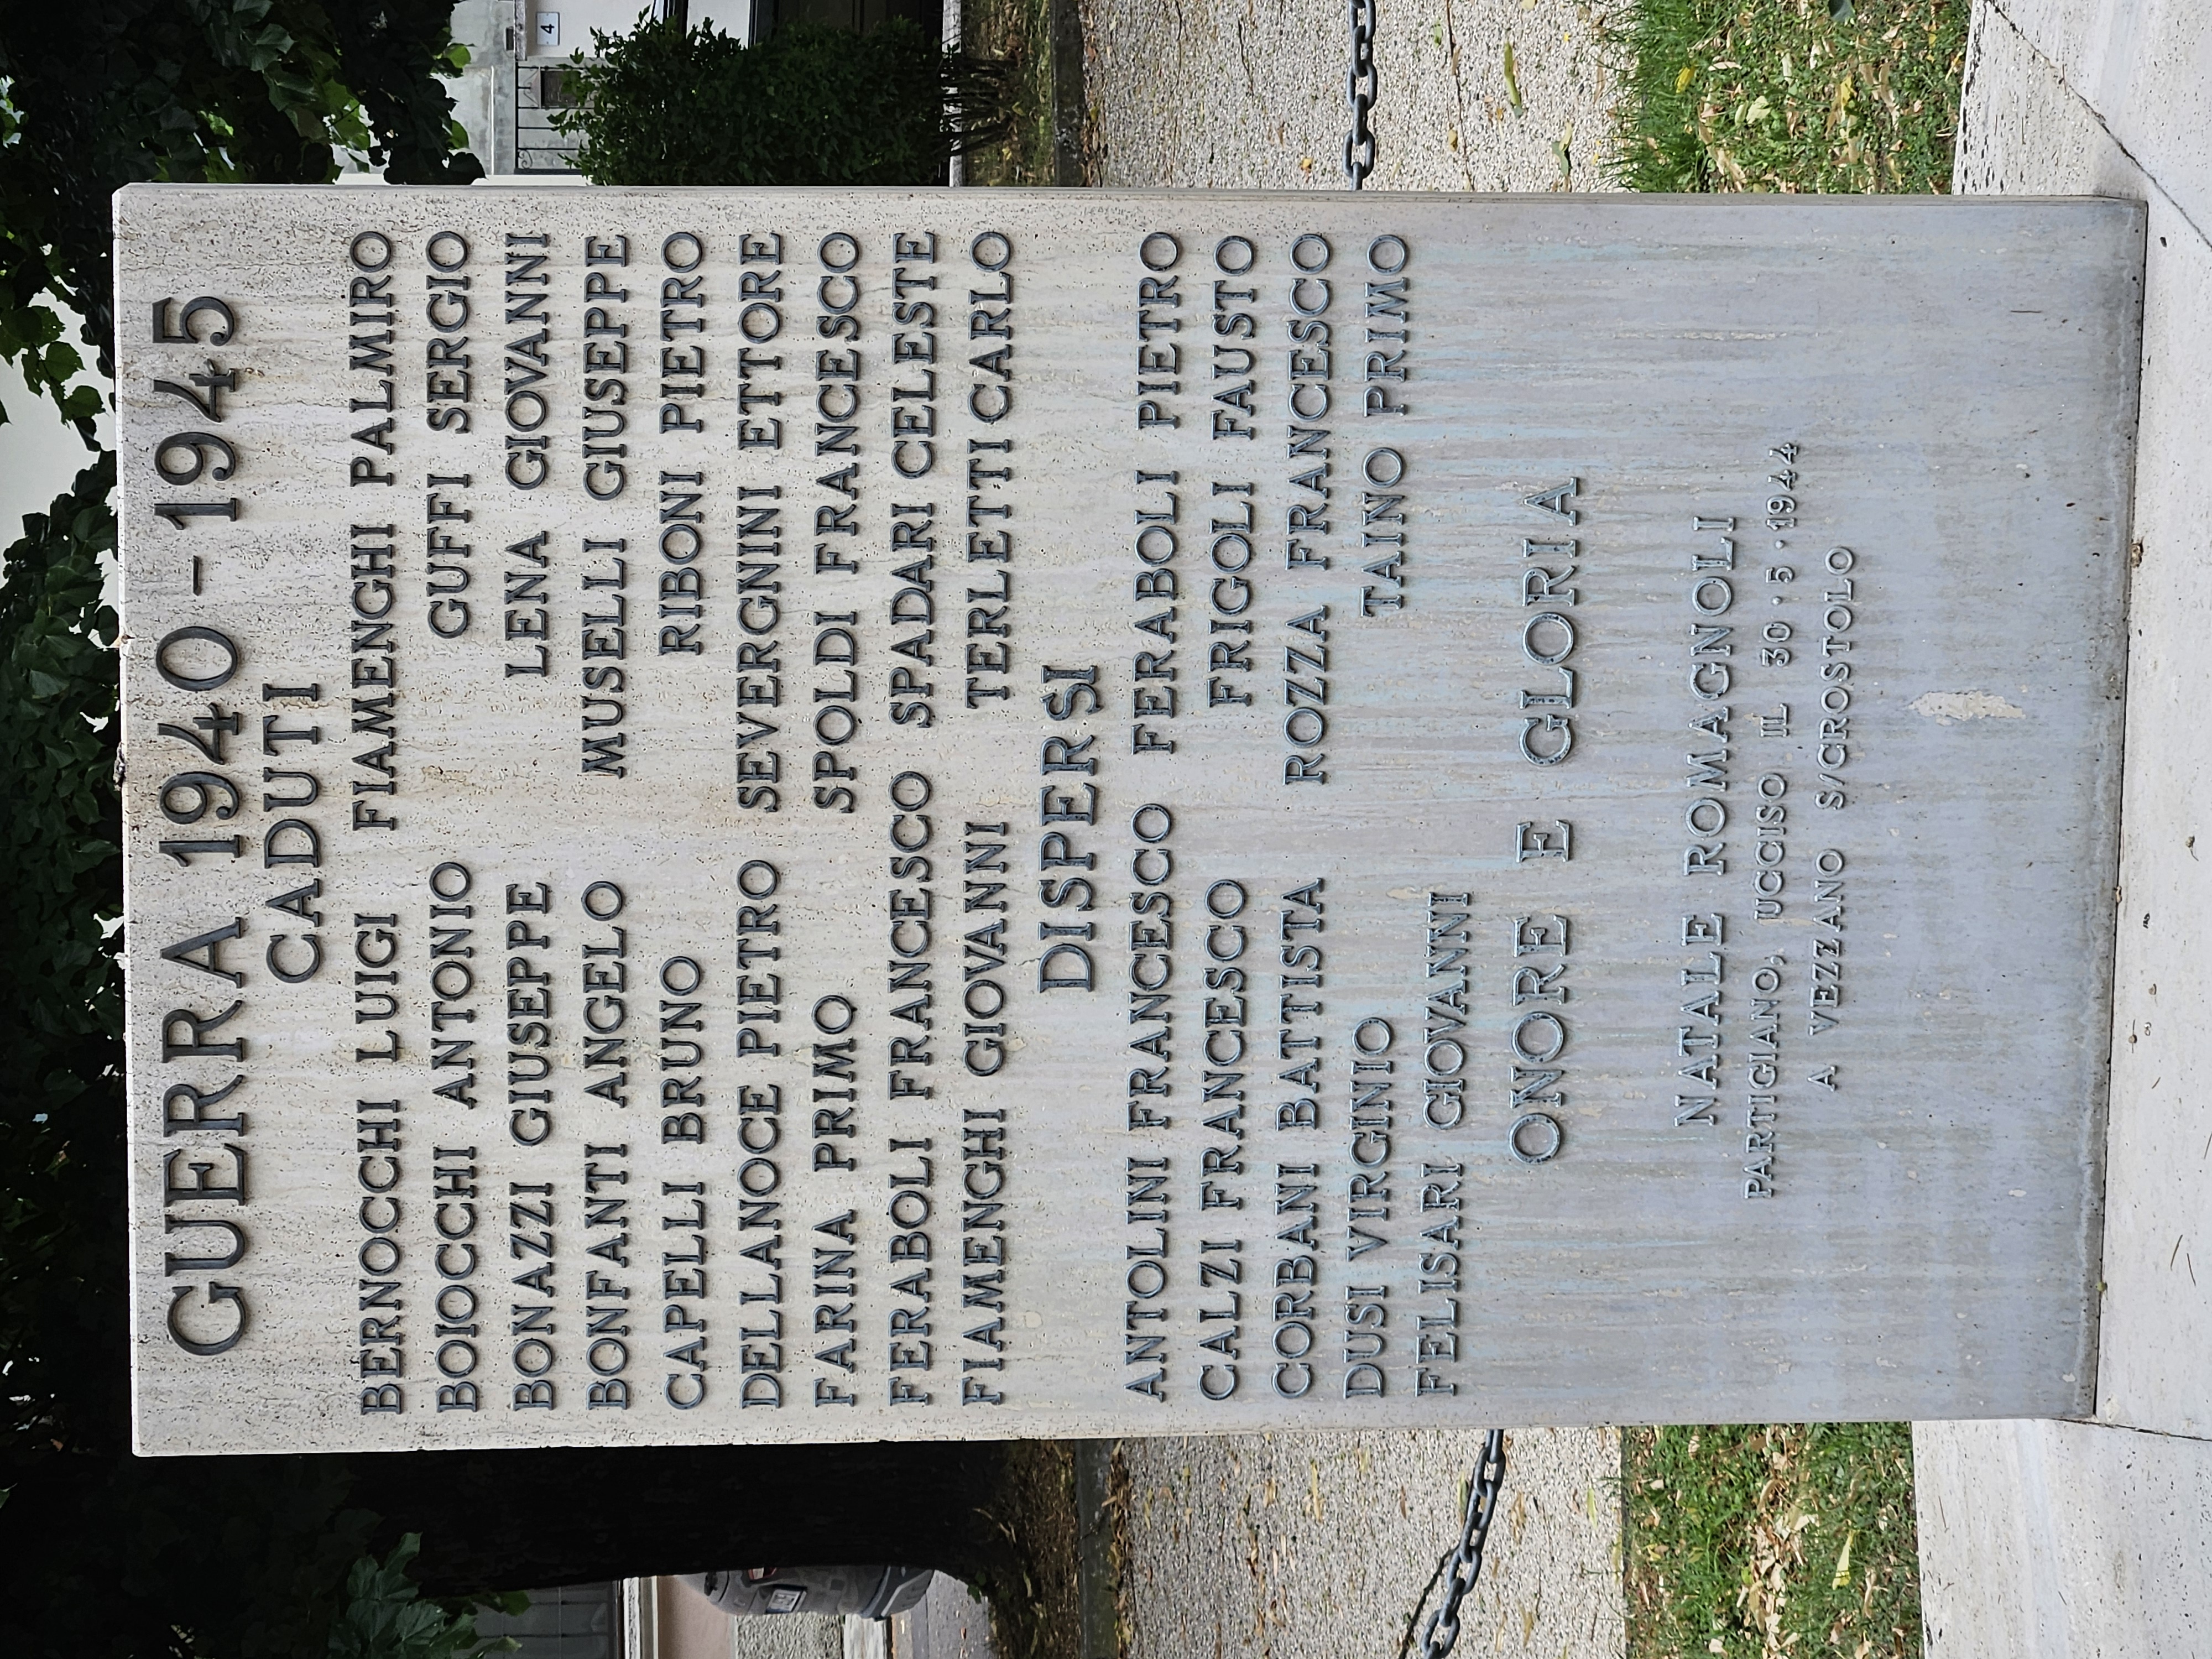 GUERRA 1940-1945
CADUTI
BERNOCCHI LUIGI FIAMENGHI PALMIRO
BOIOCCHI ANTONIO GUFFI SERGIO
BONAZZI GIUSEPPE LENA GIOVANNI
BONFANTI ANGELO MUSELLI GIUSEPPE
CAPELLI BRUNO RIBONI PIETRO
DELLANOCE PIETRO SEVERGNINI ETTORE
FARINA PRIMO SPOLDI FRANCESCO
FERABOLI FRANCESCO SPADARI CELESTE
FIAMENGHI GIOVANNI TERLETTI CARLO
DISPERSI
ANTOLINI FRANCESCO FERABOLI PIETRO
CALZI FRANCESCO FRIGOLI FAUSTO
CORBANI BATTISTA ROZZA FRANCESCO
DUSI VIRGINIO TAINO PRIMO
FELISARI GIOVANNI
ONORE E GLORIA
NATALE ROMAGNOLI
PARTIGIANO, UCCISO IL 30·5·1944
A VEZZANO S/CROSTOLO
4